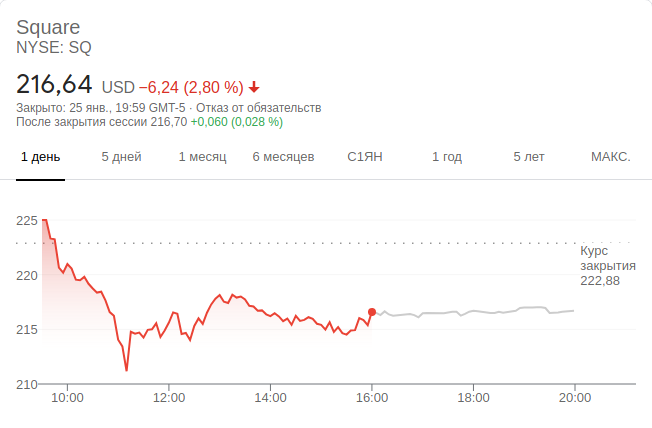 Square
NYSE: SQ
216,64 USD −6,24 (2,80 %)
Закрыто: 25 янв., 19:59 GMT-5 · Отказ от обязательств
После закрытия сессии 216,70 +0,060 (0,028 %)
1 день 5 дней 1 месяц 6 месяцев С1ЯН 1 год 5 лет МАКС.
225
Курс
закрытия
222,88
220
215
210
10:00 12:00 14:00 16:00 18:00 20:00